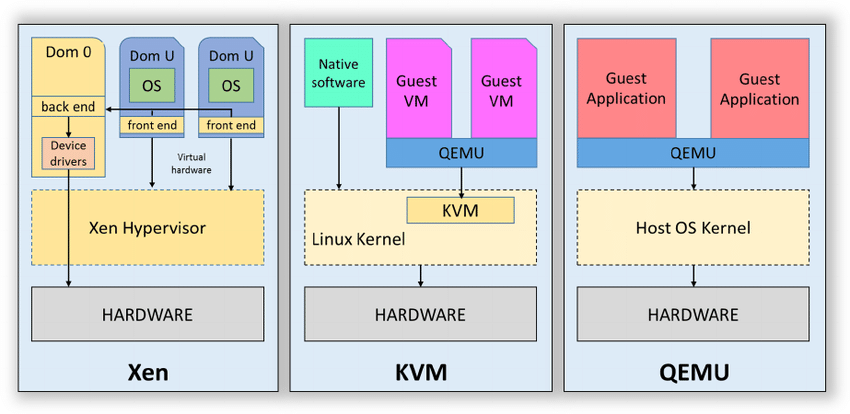 Dom 0
back end
Device
drivers
Dom U
OS
front end
Dom U
OS
front end
Virtual
hardware
Xen Hypervisor
HARDWARE
Xen
Native
software
Guest
VM
Guest
VM
QEMU
KVM
Linux Kernel
HARDWARE
KVM
Guest
Application
Guest
Application
QEMU
Host OS Kernel
HARDWARE
QEMU